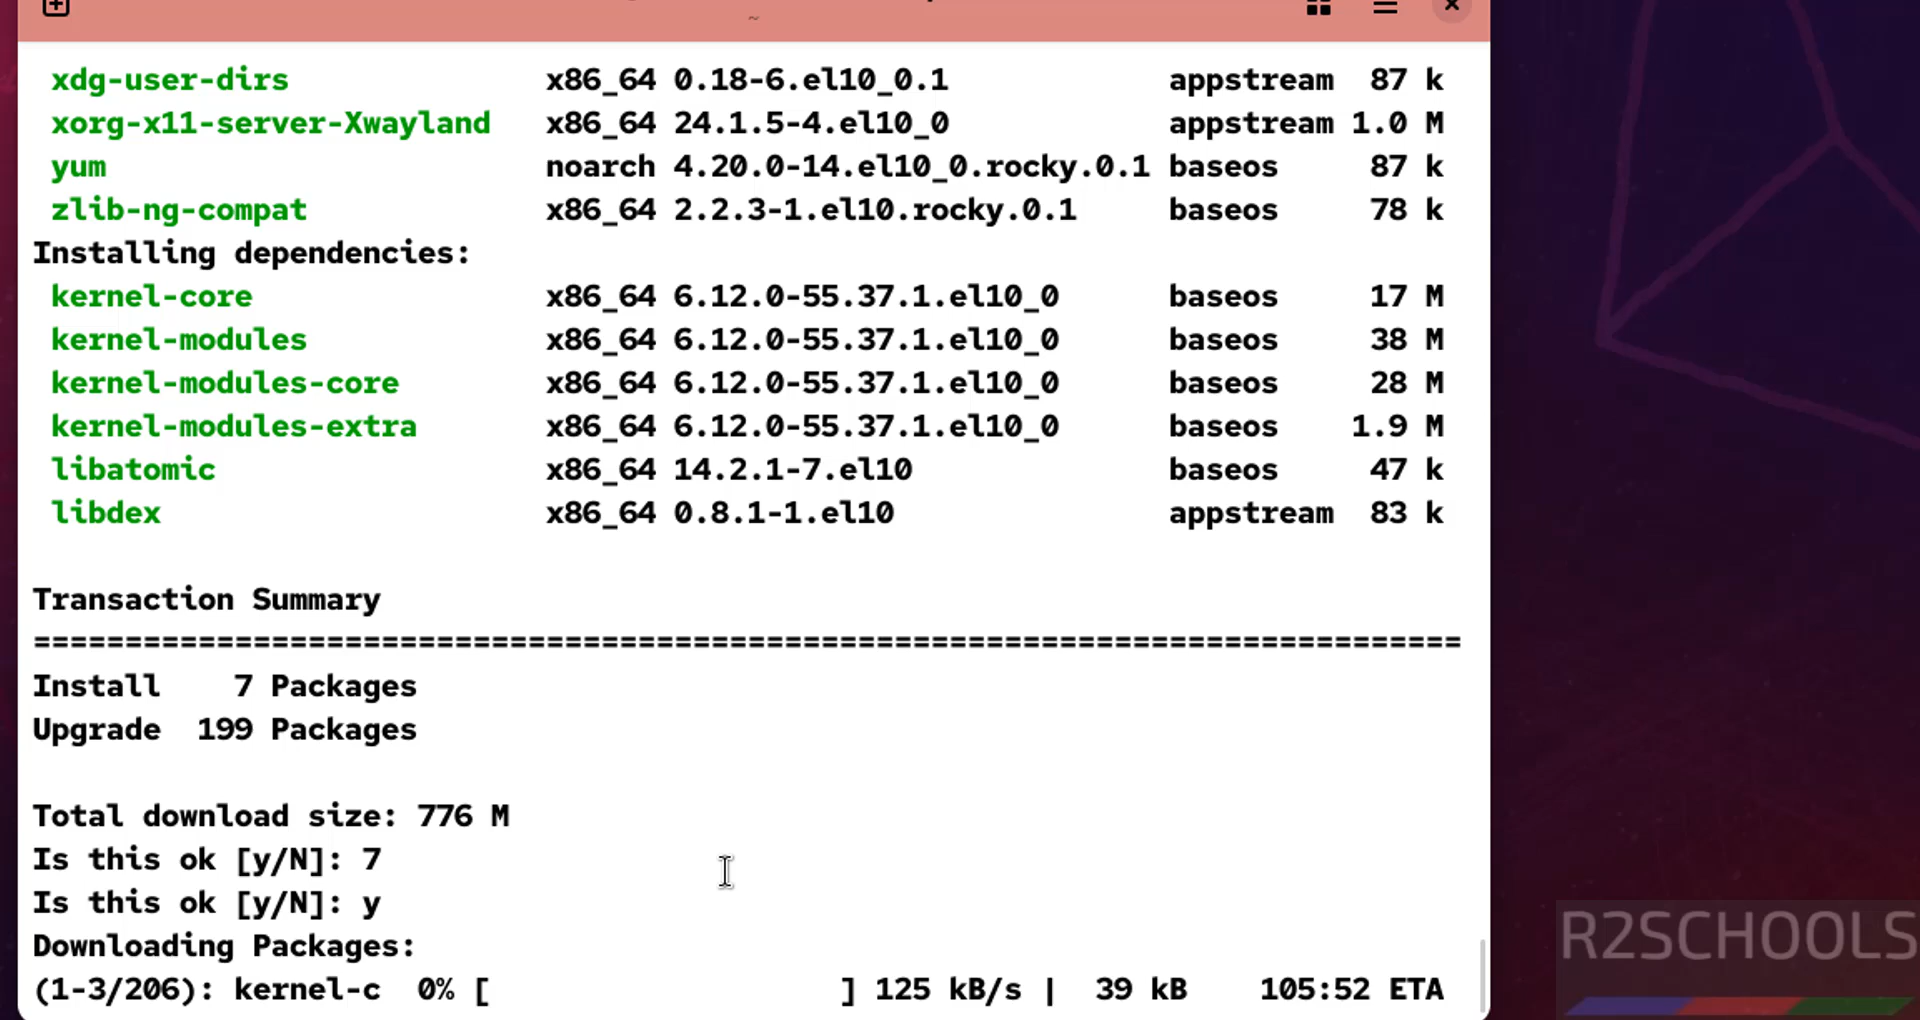 ~
xdg-user-dirs x86_64 0.18-6.el10_0.1 appstream 87 k
xorg-x11-server-Xwayland x86_64 24.1.5-4.el10_0 appstream 1.0 M
yum noarch 4.20.0-14.el10_0.rocky.0.1 baseos 87 k
zlib-ng-compat x86_64 2.2.3-1.el10.rocky.0.1 baseos 78 k
Installing dependencies:
kernel-core x86_64 6.12.0-55.37.1.el10_0 baseos 17 M
kernel-modules x86_64 6.12.0-55.37.1.el10_0 baseos 38 M
kernel-modules-core x86_64 6.12.0-55.37.1.el10_0 baseos 28 M
kernel-modules-extra x86_64 6.12.0-55.37.1.el10_0 baseos 1.9 M
libatomic x86_64 14.2.1-7.el10 baseos 47 k
libdex x86_64 0.8.1-1.el10 appstream 83 k
Transaction Summary
==============================================================================
Install 7 Packages
Upgrade 199 Packages
Total download size: 776 M
Is this ok [y/N]: 7
Is this ok [y/N]: y
Downloading Packages:
(1-3/206): kernel-c 0% [ ] 125 kB/s | 39 kB 105:52 ETA
R2SCHOOLS